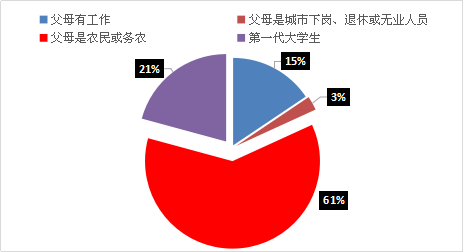 父母有工作
父母是城市下岗、退休或无业人员
父母是农民或务农
第一代大学生
21%
15%
3%
61%